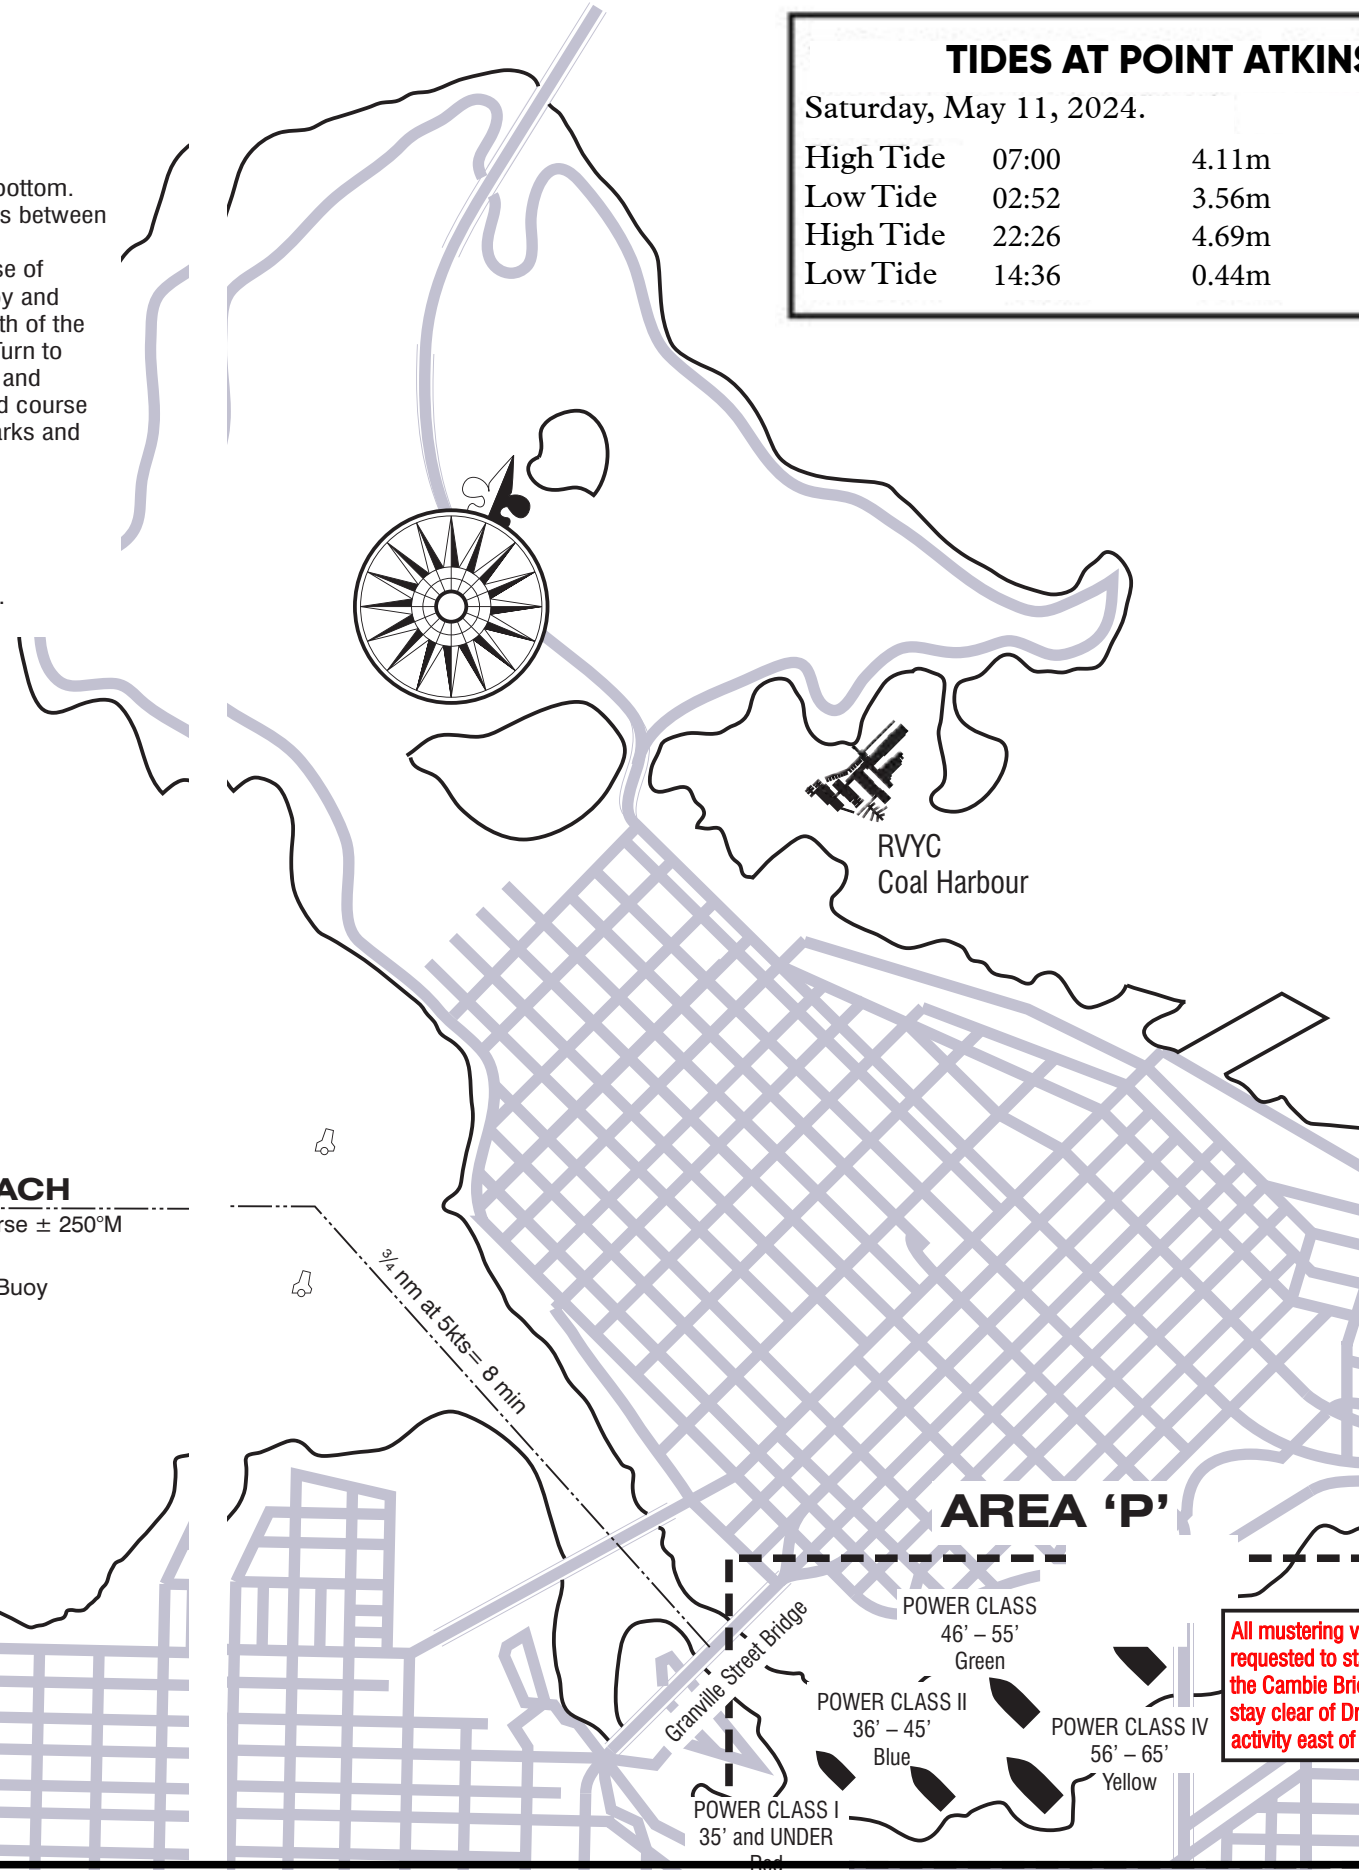 TIDES AT POINT ATKINS
Saturday, May 11, 2024.
High Tide 07:00 4.11m
Low Tide 02:52 3.56m
High Tide 22:26 4.69m
Low Tide 14:36 0.44m
bottom.
s between
se of
y and
th of the
Turn to
and
d course
arks and
.
RVYC
Coal Harbour
ACH
rse ± 250°M
Buoy
¾ nm at 5kts= 8 min
AREA ‘P’
Granville Street Bridge
POWER CLASS
46’ – 55’
Green
POWER CLASS II
36’ – 45’
Blue
POWER CLASS IV
56’ – 65’
Yellow
POWER CLASS I
35’ and UNDER
Red
All mustering v
requested to st
the Cambie Bri
stay clear of Dr
activity east of